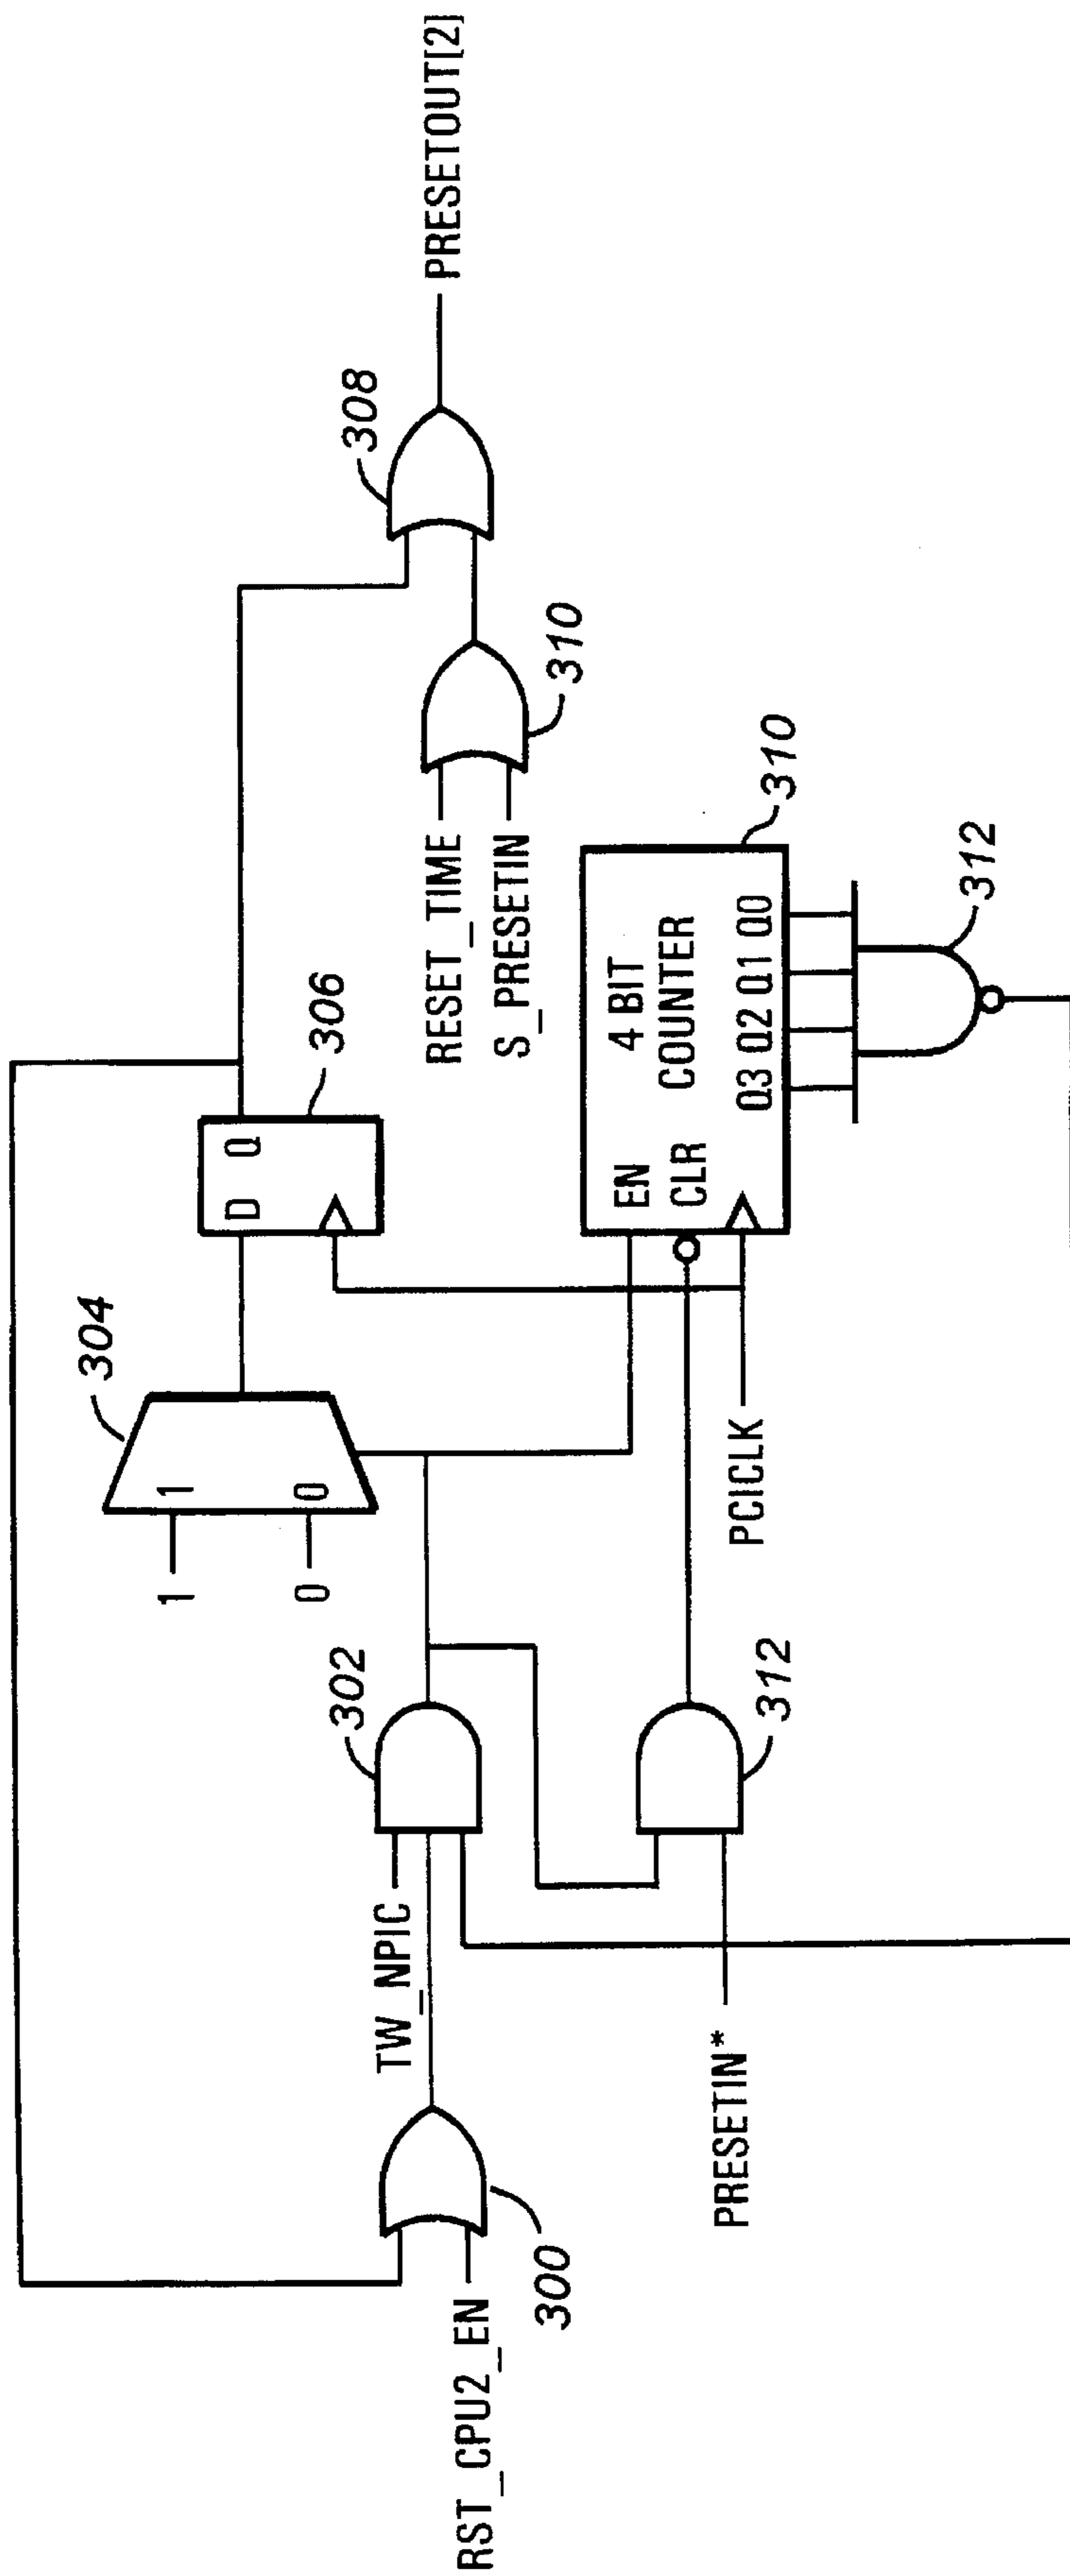 RST_CPU2_EN
300
TW_NPIC
302
PRESETIN*
312
1
0
1
0
304
PCICLK
D Q
306
EN
CLR
4 BIT
COUNTER
Q3 Q2 Q1 Q0
310
312
RESET_TIME
S_PRESETIN
310
308
PRESETOUT[2]